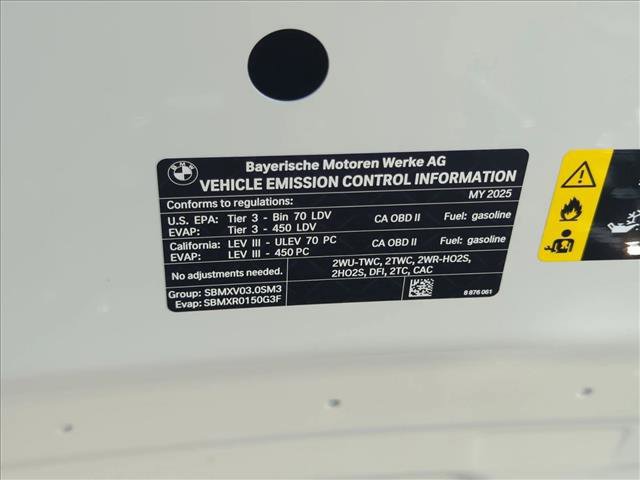 BMW
Bayerische Motoren Werke AG
VEHICLE EMISSION CONTROL INFORMATION
Conforms to regulations: MY 2025
U.S. EPA: Tier 3 - Bin 70 LDV CA OBD II Fuel: gasoline
EVAP: Tier 3 - 450 LDV
California: LEV III - ULEV 70 PC CA OBD II Fuel: gasoline
EVAP: LEV III - 450 PC
No adjustments needed.
2WU-TWC, 2TWC, 2WR-HO2S,
2HO2S, DFI, 2TC, CAC
Group: SBMXV03.0SM3
Evap: SBMXR0150G3F
8 876 061